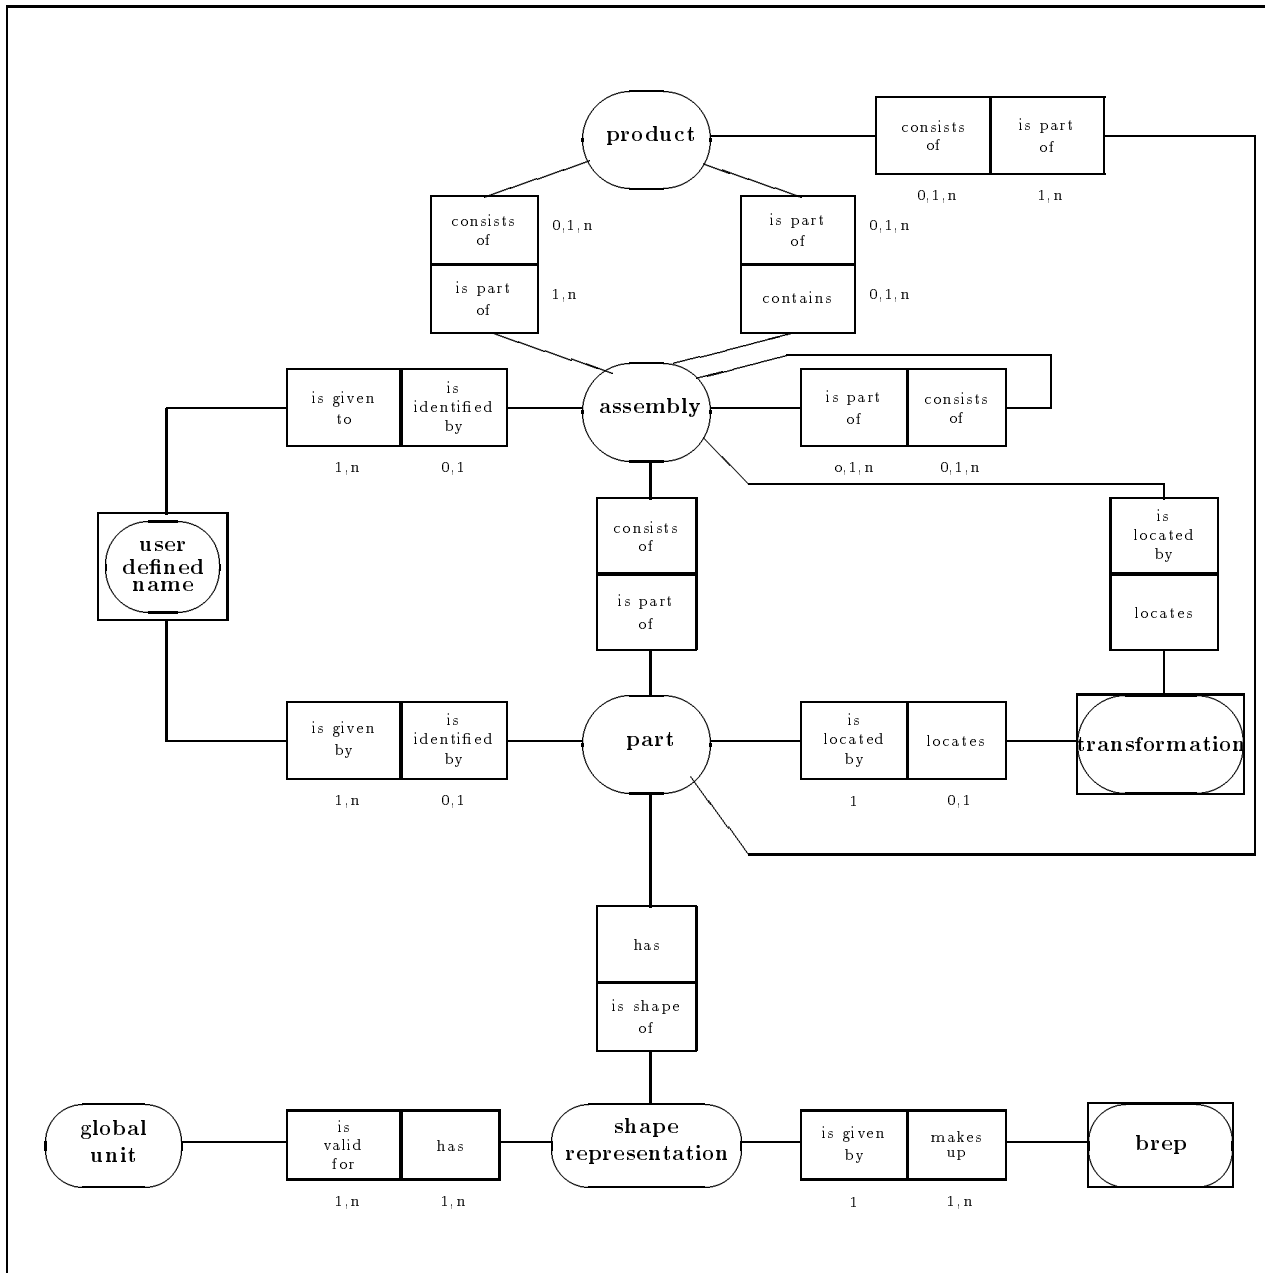 product
consists
of
is part
of
0,1,n
1,n
consists
of
0,1,n
is part
of
1,n
is part
of
0,1,n
contains
0,1,n
is given
to
is
identified
by
1,n
0,1
assembly
is part
of
consists
of
o,1,n
0,1,n
user
defined
name
consists
of
is part
of
is
located
by
locates
is given
by
is
identified
by
1,n
0,1
part
is
located
by
locates
1
0,1
transformation
has
is shape
of
global
unit
is
valid
for
has
1,n
1,n
shape
representation
is given
by
makes
up
1
1,n
brep